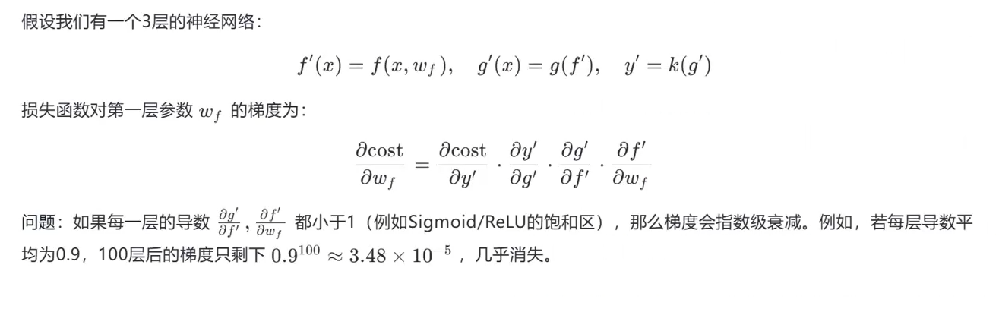 假设我们有一个3层的神经网络：
f′(x) = f(x, w_f), g′(x) = g(f′), y′ = k(g′)
损失函数对第一层参数 w_f 的梯度为：
∂cost/∂w_f = ∂cost/∂y′ · ∂y′/∂g′ · ∂g′/∂f′ · ∂f′/∂w_f
问题：如果每一层的导数 ∂g′/∂f′, ∂f′/∂w_f 都小于1（例如Sigmoid/ReLU的饱和区），那么梯度会指数级衰减。例如，若每层导数平
均为0.9，100层后的梯度只剩下 0.9^100 ≈ 3.48 × 10^−5 ，几乎消失。